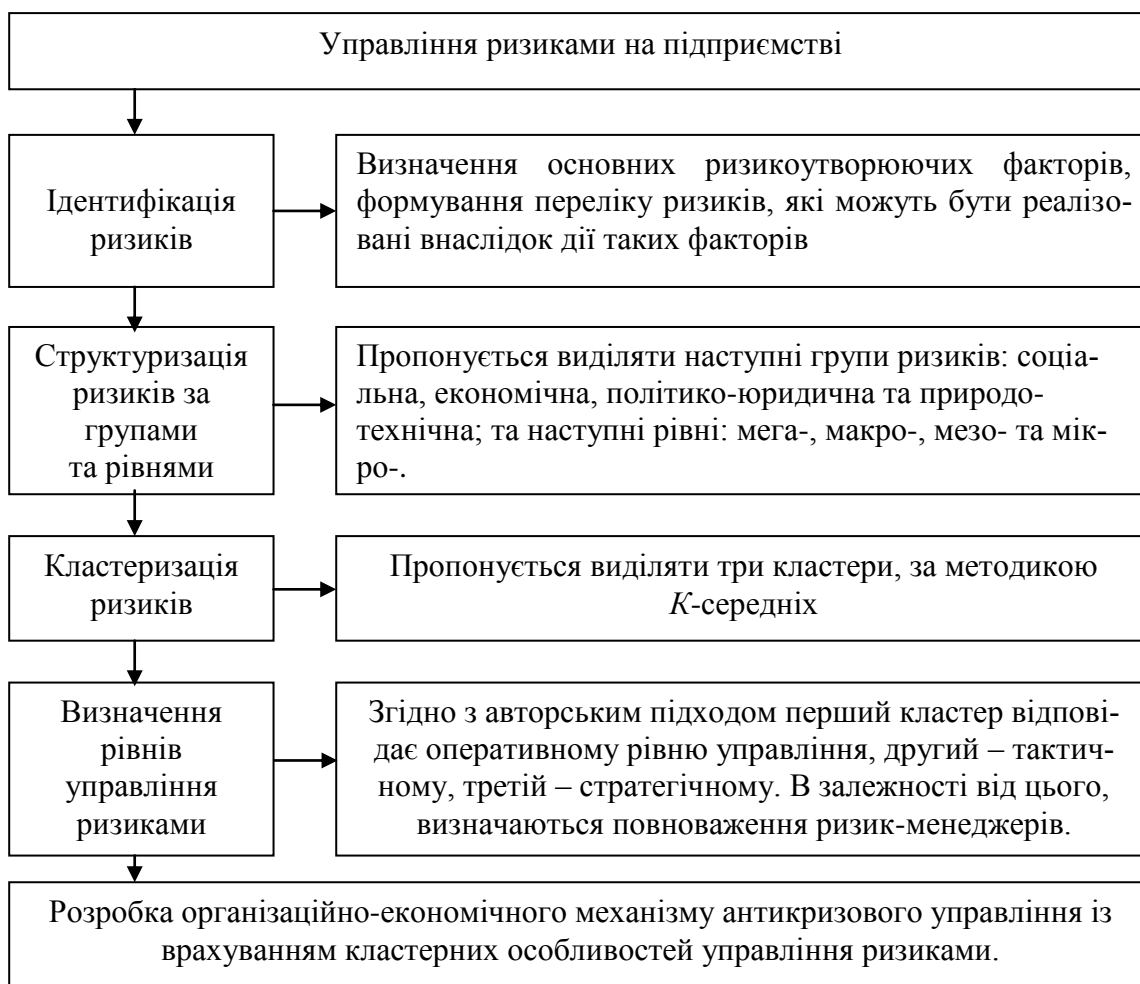 Управління ризиками на підприємстві
Ідентифікація
ризиків
Визначення основних ризикоутворюючих факторів,
формування переліку ризиків, які можуть бути реалізо-
вані внаслідок дії таких факторів
Структуризація
ризиків за
групами
та рівнями
Пропонується виділяти наступні групи ризиків: соціа-
льна, економічна, політико-юридична та природо-
технічна; та наступні рівні: мега-, макро-, мезо- та мік-
ро-.
Кластеризація
ризиків
Пропонується виділяти три кластери, за методикою
К-середніх
Визначення
рівнів
управління
ризиками
Згідно з авторським підходом перший кластер відпові-
дає оперативному рівню управління, другий – тактич-
ному, третій – стратегічному. В залежності від цього,
визначаються повноваження ризик-менеджерів.
Розробка організаційно-економічного механізму антикризового управління із
врахуванням кластерних особливостей управління ризиками.